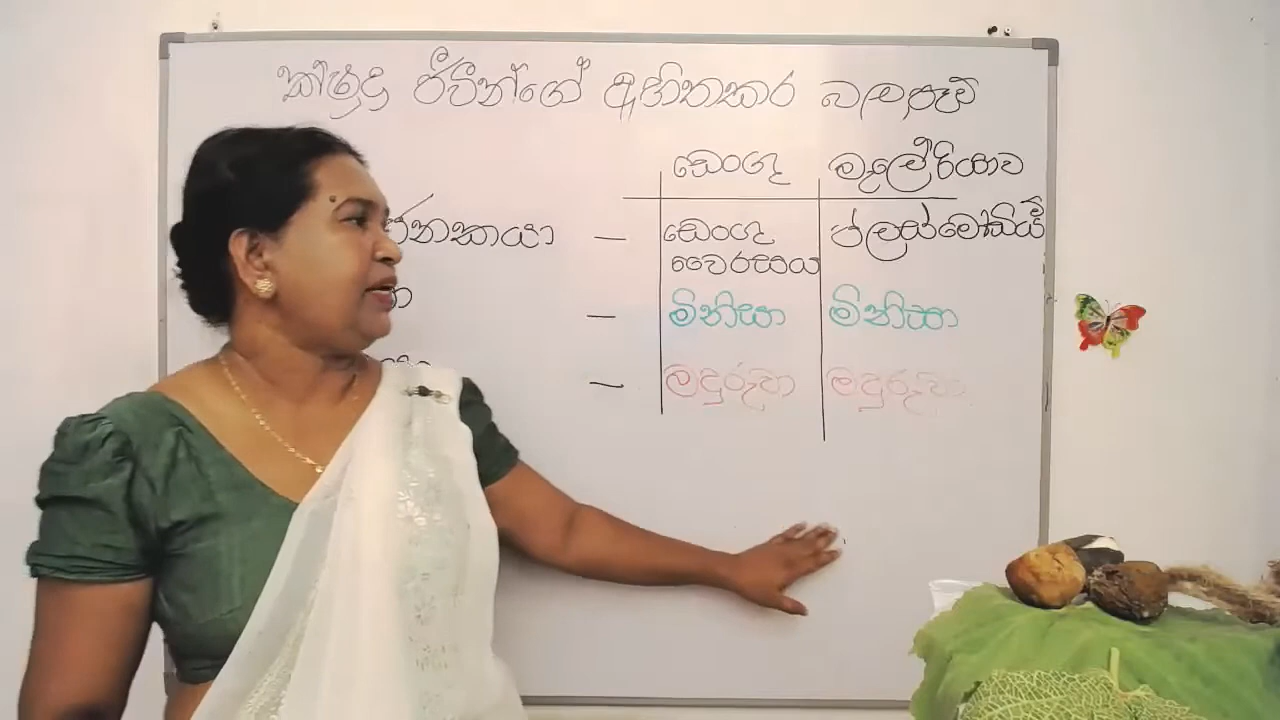 ක්ෂුද්‍ර ජීවීන්ගේ අහිතකර බලපෑම්
ඩෙංගු මැලේරියාව
ජනකයා – ඩෙංගු ප්ලාස්මෝඩියම්
වෛරසය
– මිනිසා මිනිසා
– මදුරුවා මදුරුවා